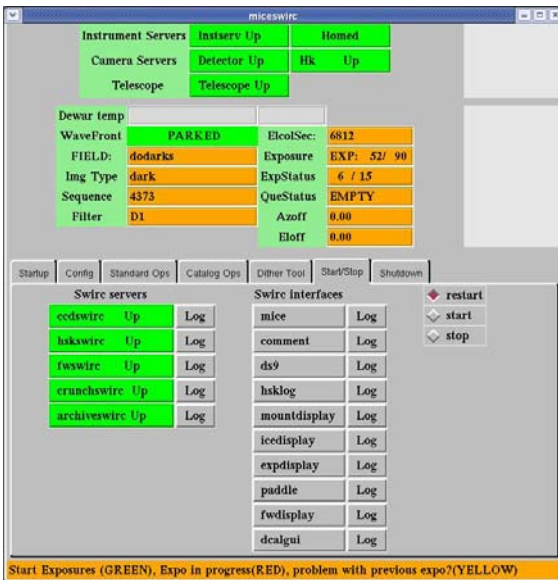 miceswirc
Instrument Servers Instserv Up Homed
Camera Servers Detector Up Hk Up
Telescope Telescope Up
Dewar temp
WaveFront PARKED ElcolSec: 6812
FIELD: dodarks Exposure EXP: 52/ 90
Img Type dark ExpStatus 6 / 15
Sequence 4373 QueStatus EMPTY
Filter D1 Azoff 0.00
Eloff 0.00
Startup Config Standard Ops Catalog Ops Dither Tool Start/Stop Shutdown
Swirc servers Swirc interfaces restart
ccdswirc Up Log mice Log start
hskswirc Up Log comment Log stop
fwswirc Up Log ds9 Log
crunchswirc Up Log hsklog Log
archiveswirc Up Log mountdisplay Log
icedisplay Log
expdisplay Log
paddle Log
fwdisplay Log
dcalgui Log
Start Exposures (GREEN), Expo in progress(RED), problem with previous expo?(YELLOW)